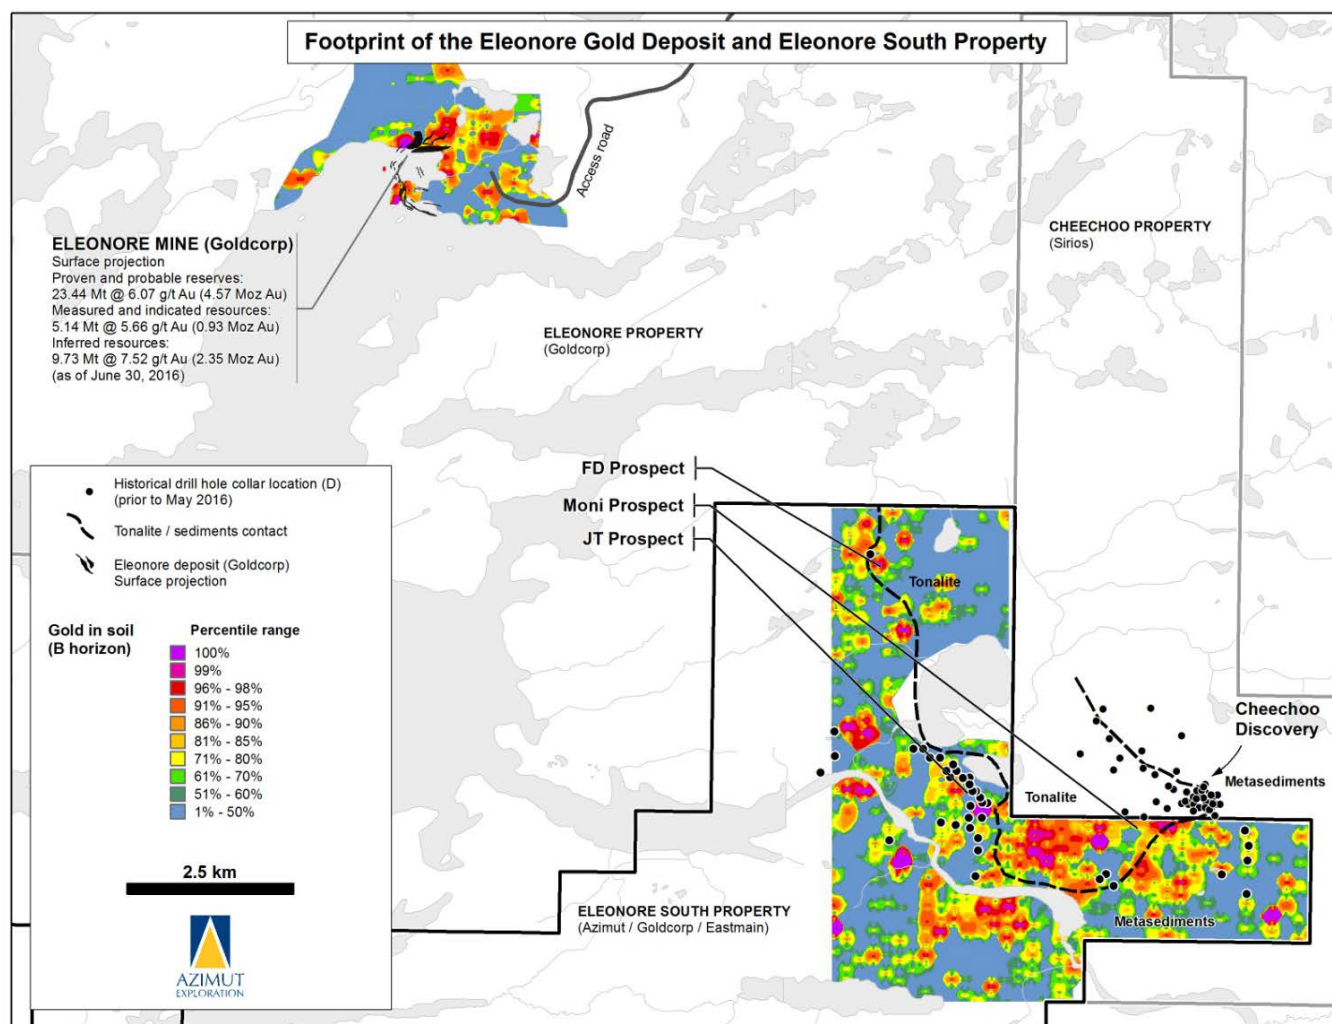 Footprint of the Eleonore Gold Deposit and Eleonore South Property
Access road
ELEONORE MINE (Goldcorp)
Surface projection
Proven and probable reserves:
23.44 Mt @ 6.07 g/t Au (4.57 Moz Au)
Measured and indicated resources:
5.14 Mt @ 5.66 g/t Au (0.93 Moz Au)
Inferred resources:
9.73 Mt @ 7.52 g/t Au (2.35 Moz Au)
(as of June 30, 2016)
CHEECHOO PROPERTY
(Sirios)
ELEONORE PROPERTY
(Goldcorp)
FD Prospect
Moni Prospect
JT Prospect
Historical drill hole collar location (D)
(prior to May 2016)
Tonalite / sediments contact
Eleonore deposit (Goldcorp)
Surface projection
Gold in soil
(B horizon)
Percentile range
100%
99%
96% - 98%
91% - 95%
86% - 90%
81% - 85%
71% - 80%
61% - 70%
51% - 60%
1% - 50%
2.5 km
AZIMUT
EXPLORATION
Tonalite
Cheechoo
Discovery
Metasediments
Tonalite
ELEONORE SOUTH PROPERTY
(Azimut / Goldcorp / Eastmain)
Metasediments